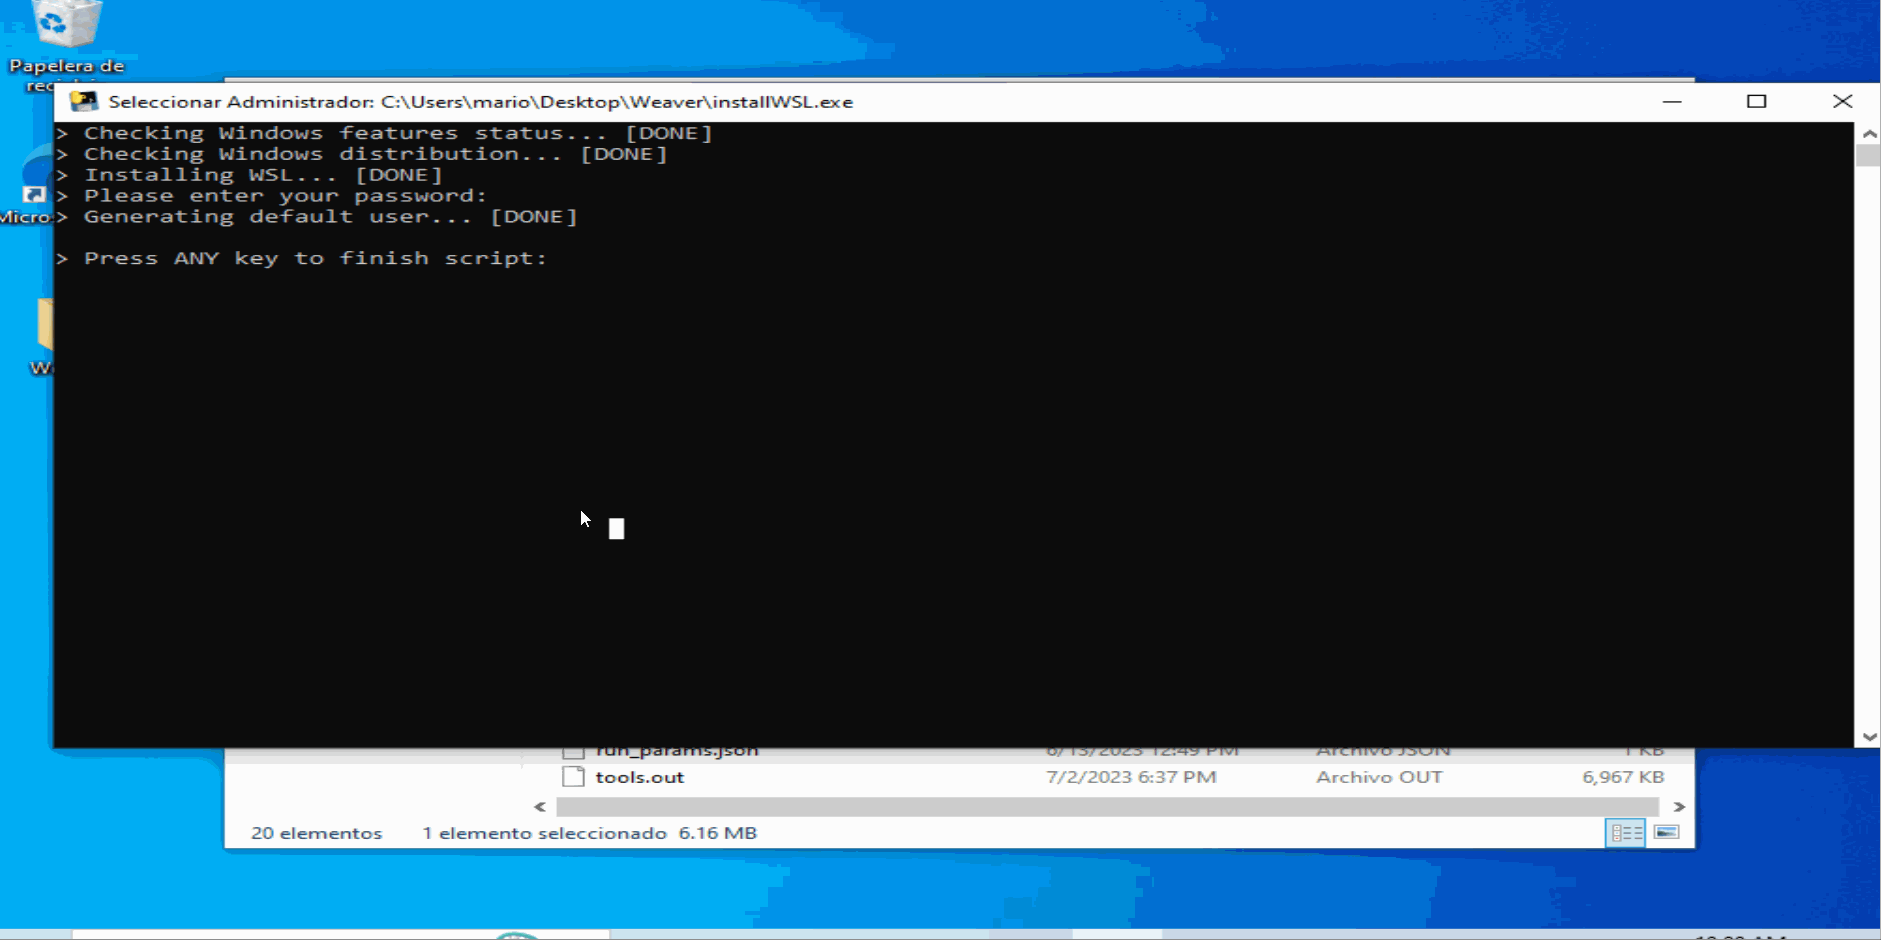 Papelera de
Seleccionar Administrador: C:\Users\mario\Desktop\Weaver\installWSL.exe
> Checking Windows features status... [DONE]
> Checking Windows distribution... [DONE]
> Installing WSL... [DONE]
> Please enter your password:
> Generating default user... [DONE]
> Press ANY key to finish script:
Micro
run_params.json 6/13/2023 12:49 PM Archivo JSON 1 KB
tools.out 7/2/2023 6:37 PM Archivo OUT 6,967 KB
20 elementos 1 elemento seleccionado 6.16 MB